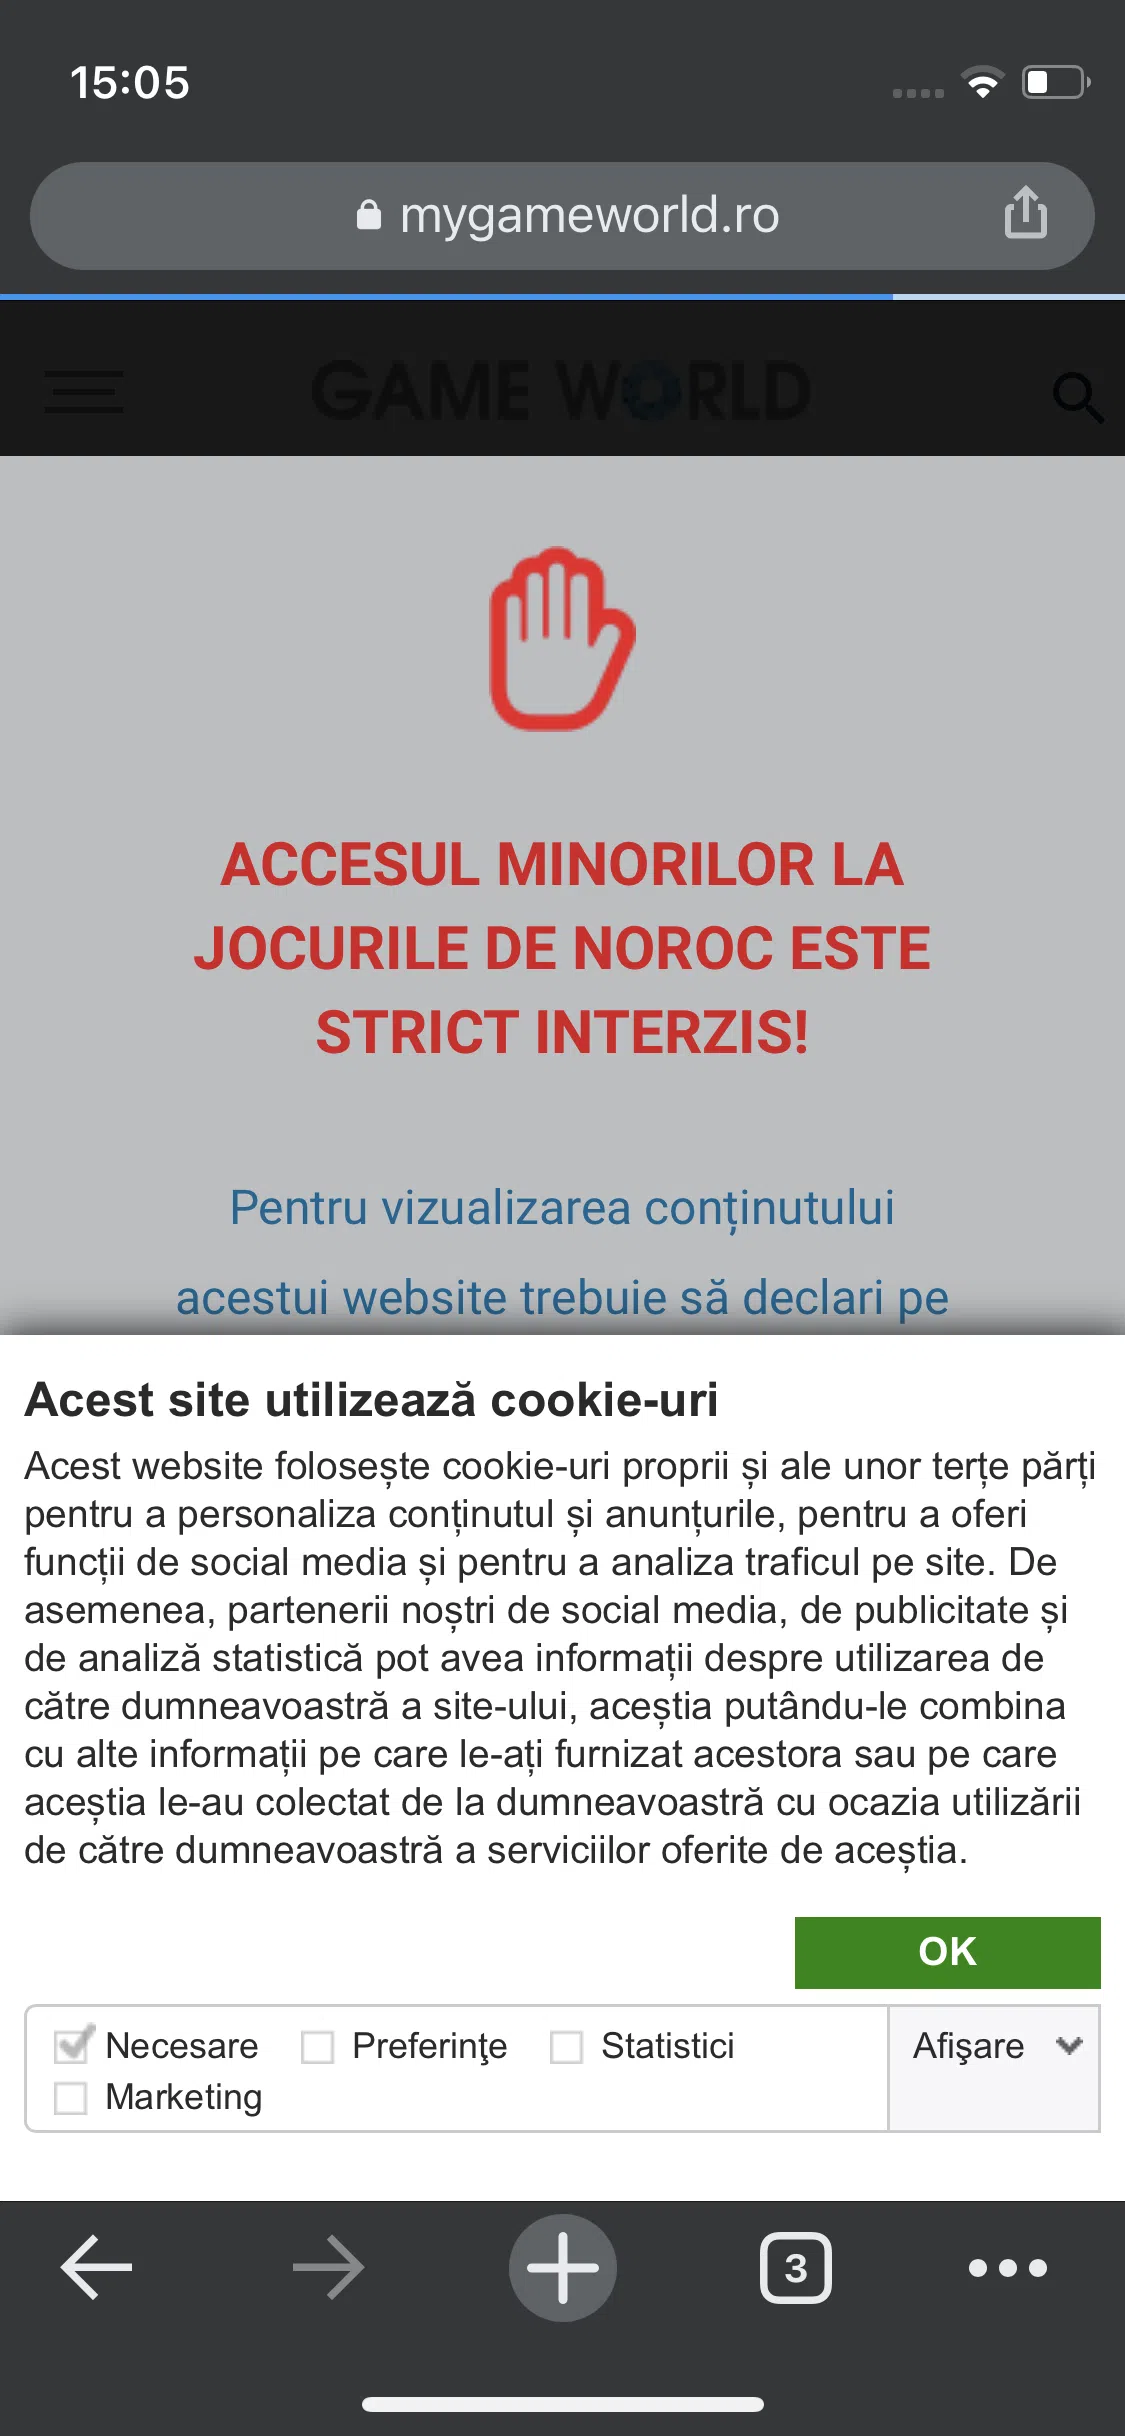 15:05
mygameworld.ro
GAME WORLD
ACCESUL MINORILOR LA
JOCURILE DE NOROC ESTE
STRICT INTERZIS!
Pentru vizualizarea conținutului
acestui website trebuie să declari pe
Acest site utilizează cookie-uri
Acest website folosește cookie-uri proprii și ale unor terțe părți
pentru a personaliza conținutul și anunțurile, pentru a oferi
funcții de social media și pentru a analiza traficul pe site. De
asemenea, partenerii noștri de social media, de publicitate și
de analiză statistică pot avea informații despre utilizarea de
către dumneavoastră a site-ului, aceștia putându-le combina
cu alte informații pe care le-ați furnizat acestora sau pe care
aceștia le-au colectat de la dumneavoastră cu ocazia utilizării
de către dumneavoastră a serviciilor oferite de aceștia.
OK
Necesare Preferinţe Statistici Afişare
Marketing
3